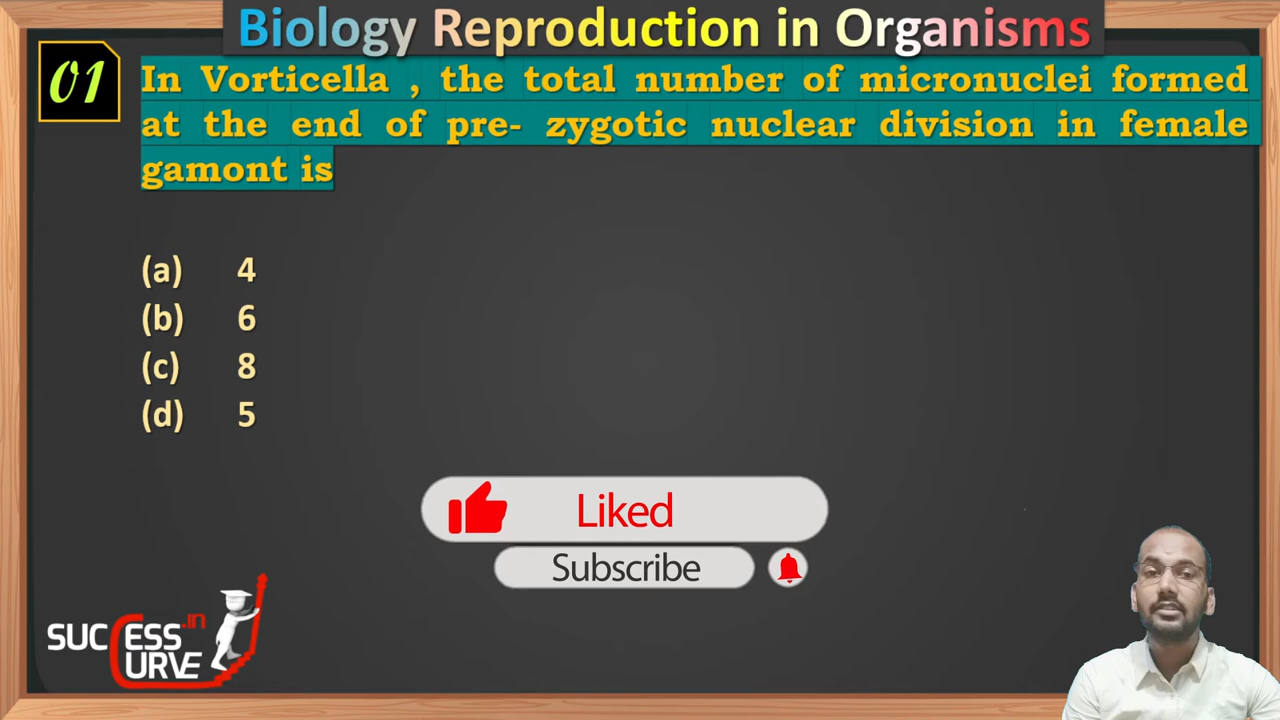 Biology Reproduction in Organisms
01
In Vorticella , the total number of micronuclei formed
at the end of pre- zygotic nuclear division in female
gamont is
(a) 4
(b) 6
(c) 8
(d) 5
Liked
Subscribe
SUCCESS.IN
CURVE